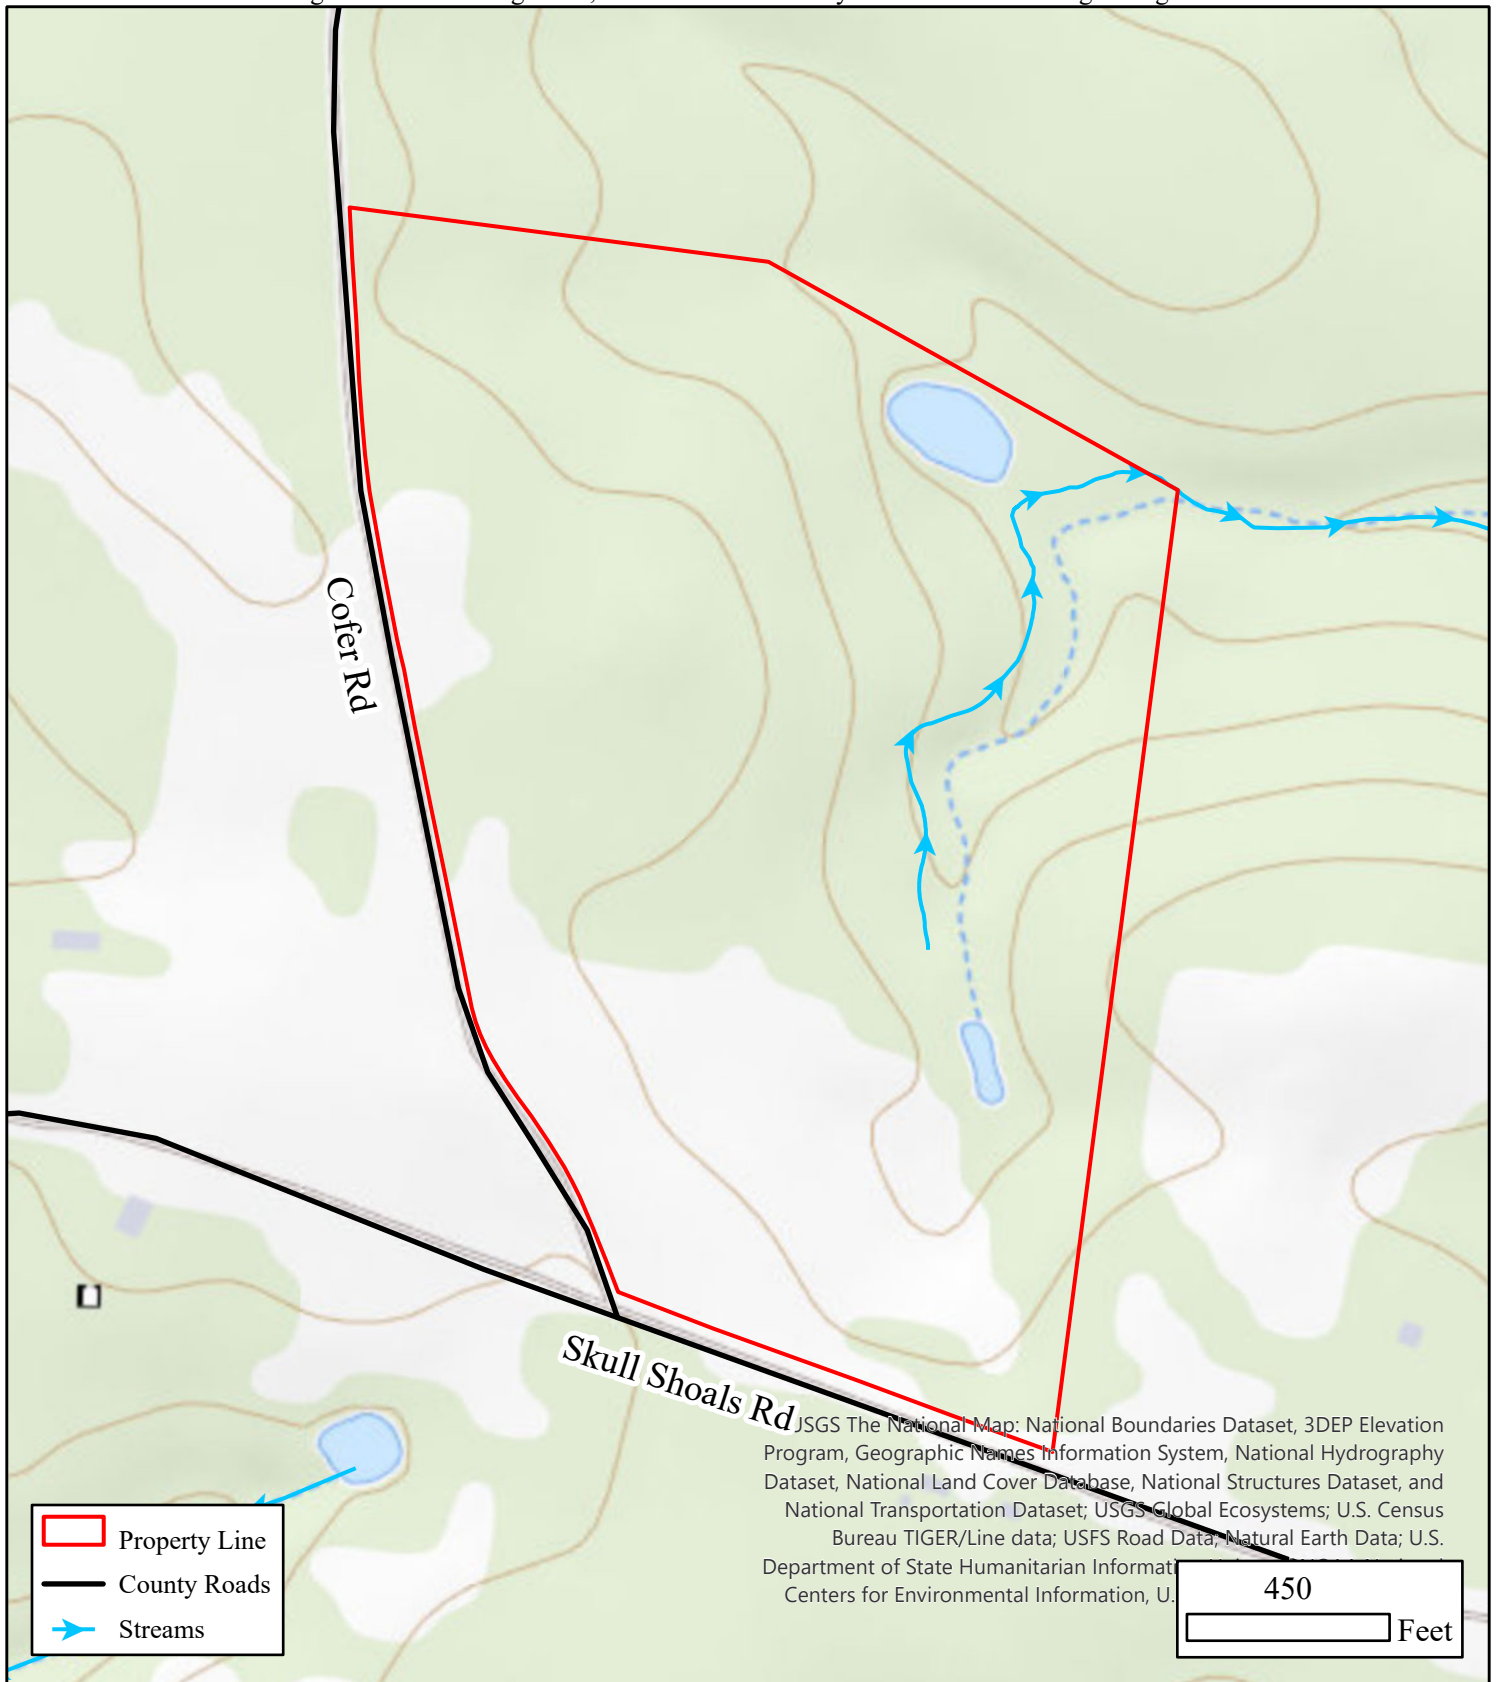 Cofer Rd
Skull Shoals Rd
USGS The National Map: National Boundaries Dataset, 3DEP Elevation
Program, Geographic Names Information System, National Hydrography
Dataset, National Land Cover Database, National Structures Dataset, and
National Transportation Dataset; USGS Global Ecosystems; U.S. Census
Bureau TIGER/Line data; USFS Road Data; Natural Earth Data; U.S.
Department of State Humanitarian
Centers for Environmental Information, U.
Property Line
County Roads
Streams
450
Feet